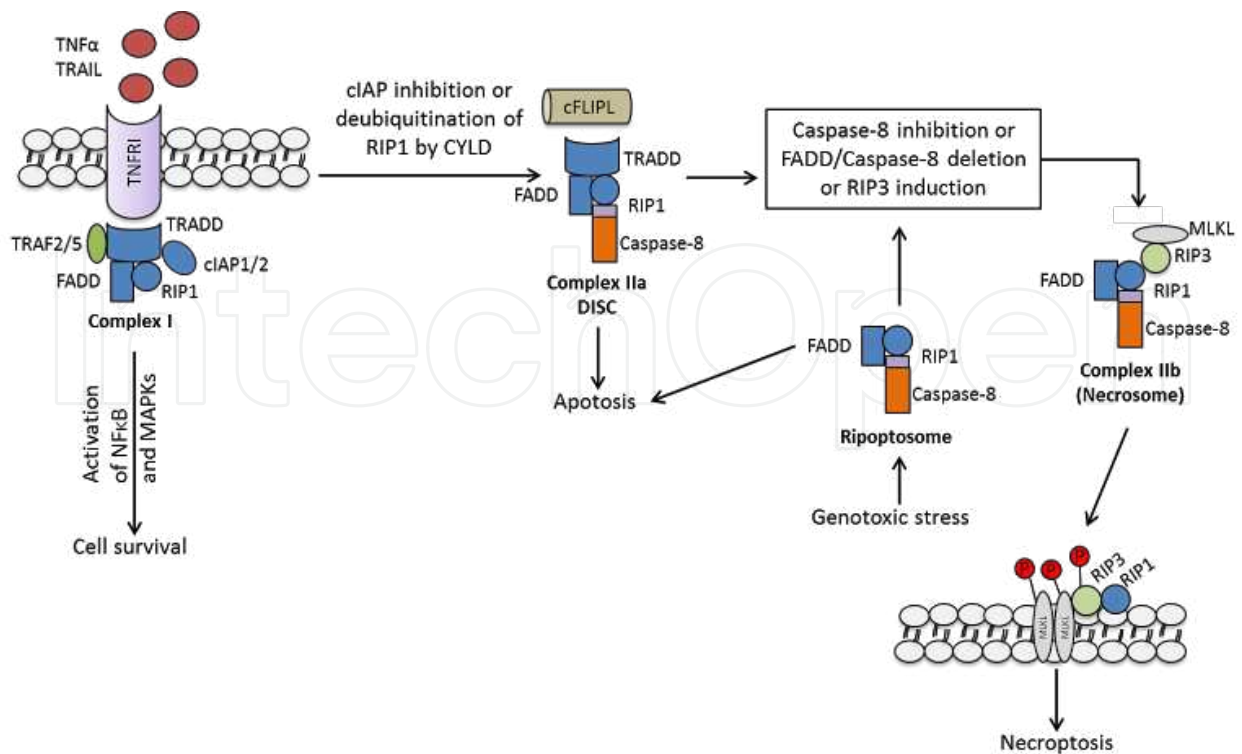 TNFα
TRAIL
TNFRI
TRAF2/5
TRADD
FADD
cIAP1/2
RIP1
Complex I
Activation
of NFκB
and MAPKs
Cell survival
cIAP inhibition or
deubiquitination of
RIP1 by CYLD
cFLIPL
TRADD
FADD
RIP1
Caspase-8
Complex IIa
DISC
Apotosis
Caspase-8 inhibition or
FADD/Caspase-8 deletion
or RIP3 induction
FADD
RIP1
Caspase-8
Ripoptosome
Genotoxic stress
MLKL
RIP3
FADD
RIP1
Caspase-8
Complex IIb
(Necrosome)
P
P
P
RIP3
RIP1
MLKL
MLKL
Necroptosis
IntechOpen